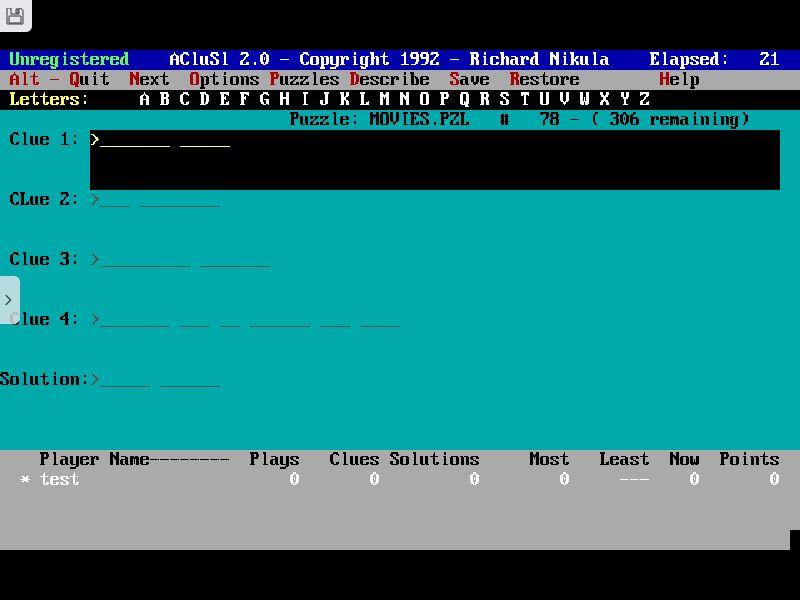 Unregistered ACluSl 2.0 - Copyright 1992 - Richard Nikula Elapsed: 21
Alt - Quit Next Options Puzzles Describe Save Restore Help
Letters: A B C D E F G H I J K L M N O P Q R S T U V W X Y Z
Puzzle: MOVIES.PZL # 78 - ( 306 remaining)
Clue 1: >_______ _____
CLue 2: >___ ________
Clue 3: >_________ _______
Clue 4: >_______ ___ __ ______ ___ ____
Solution:>_____ ______
Player Name-------- Plays Clues Solutions Most Least Now Points
* test 0 0 0 0 --- 0 0